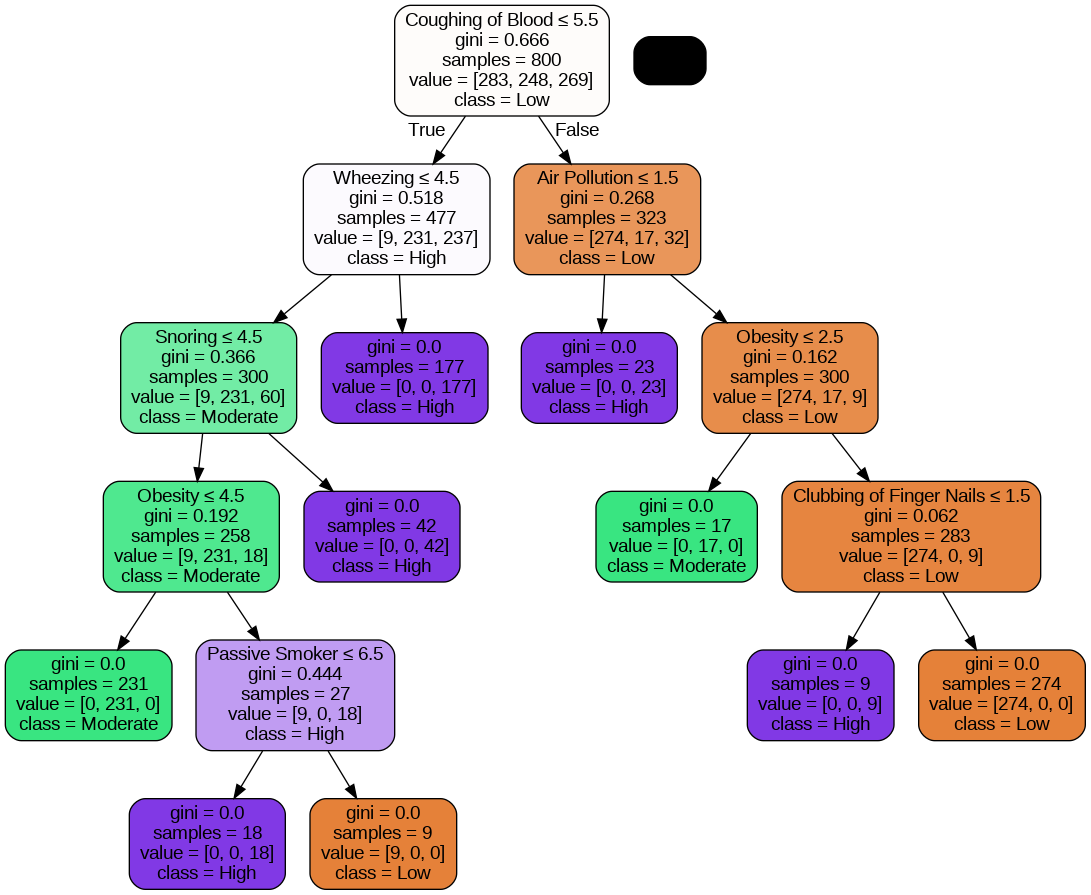 Coughing of Blood ≤ 5.5
gini = 0.666
samples = 800
value = [283, 248, 269]
class = Low
True
False
Wheezing ≤ 4.5
gini = 0.518
samples = 477
value = [9, 231, 237]
class = High
Air Pollution ≤ 1.5
gini = 0.268
samples = 323
value = [274, 17, 32]
class = Low
Snoring ≤ 4.5
gini = 0.366
samples = 300
value = [9, 231, 60]
class = Moderate
gini = 0.0
samples = 177
value = [0, 0, 177]
class = High
gini = 0.0
samples = 23
value = [0, 0, 23]
class = High
Obesity ≤ 2.5
gini = 0.162
samples = 300
value = [274, 17, 9]
class = Low
Obesity ≤ 4.5
gini = 0.192
samples = 258
value = [9, 231, 18]
class = Moderate
gini = 0.0
samples = 42
value = [0, 0, 42]
class = High
gini = 0.0
samples = 17
value = [0, 17, 0]
class = Moderate
Clubbing of Finger Nails ≤ 1.5
gini = 0.062
samples = 283
value = [274, 0, 9]
class = Low
gini = 0.0
samples = 231
value = [0, 231, 0]
class = Moderate
Passive Smoker ≤ 6.5
gini = 0.444
samples = 27
value = [9, 0, 18]
class = High
gini = 0.0
samples = 9
value = [0, 0, 9]
class = High
gini = 0.0
samples = 274
value = [274, 0, 0]
class = Low
gini = 0.0
samples = 18
value = [0, 0, 18]
class = High
gini = 0.0
samples = 9
value = [9, 0, 0]
class = Low